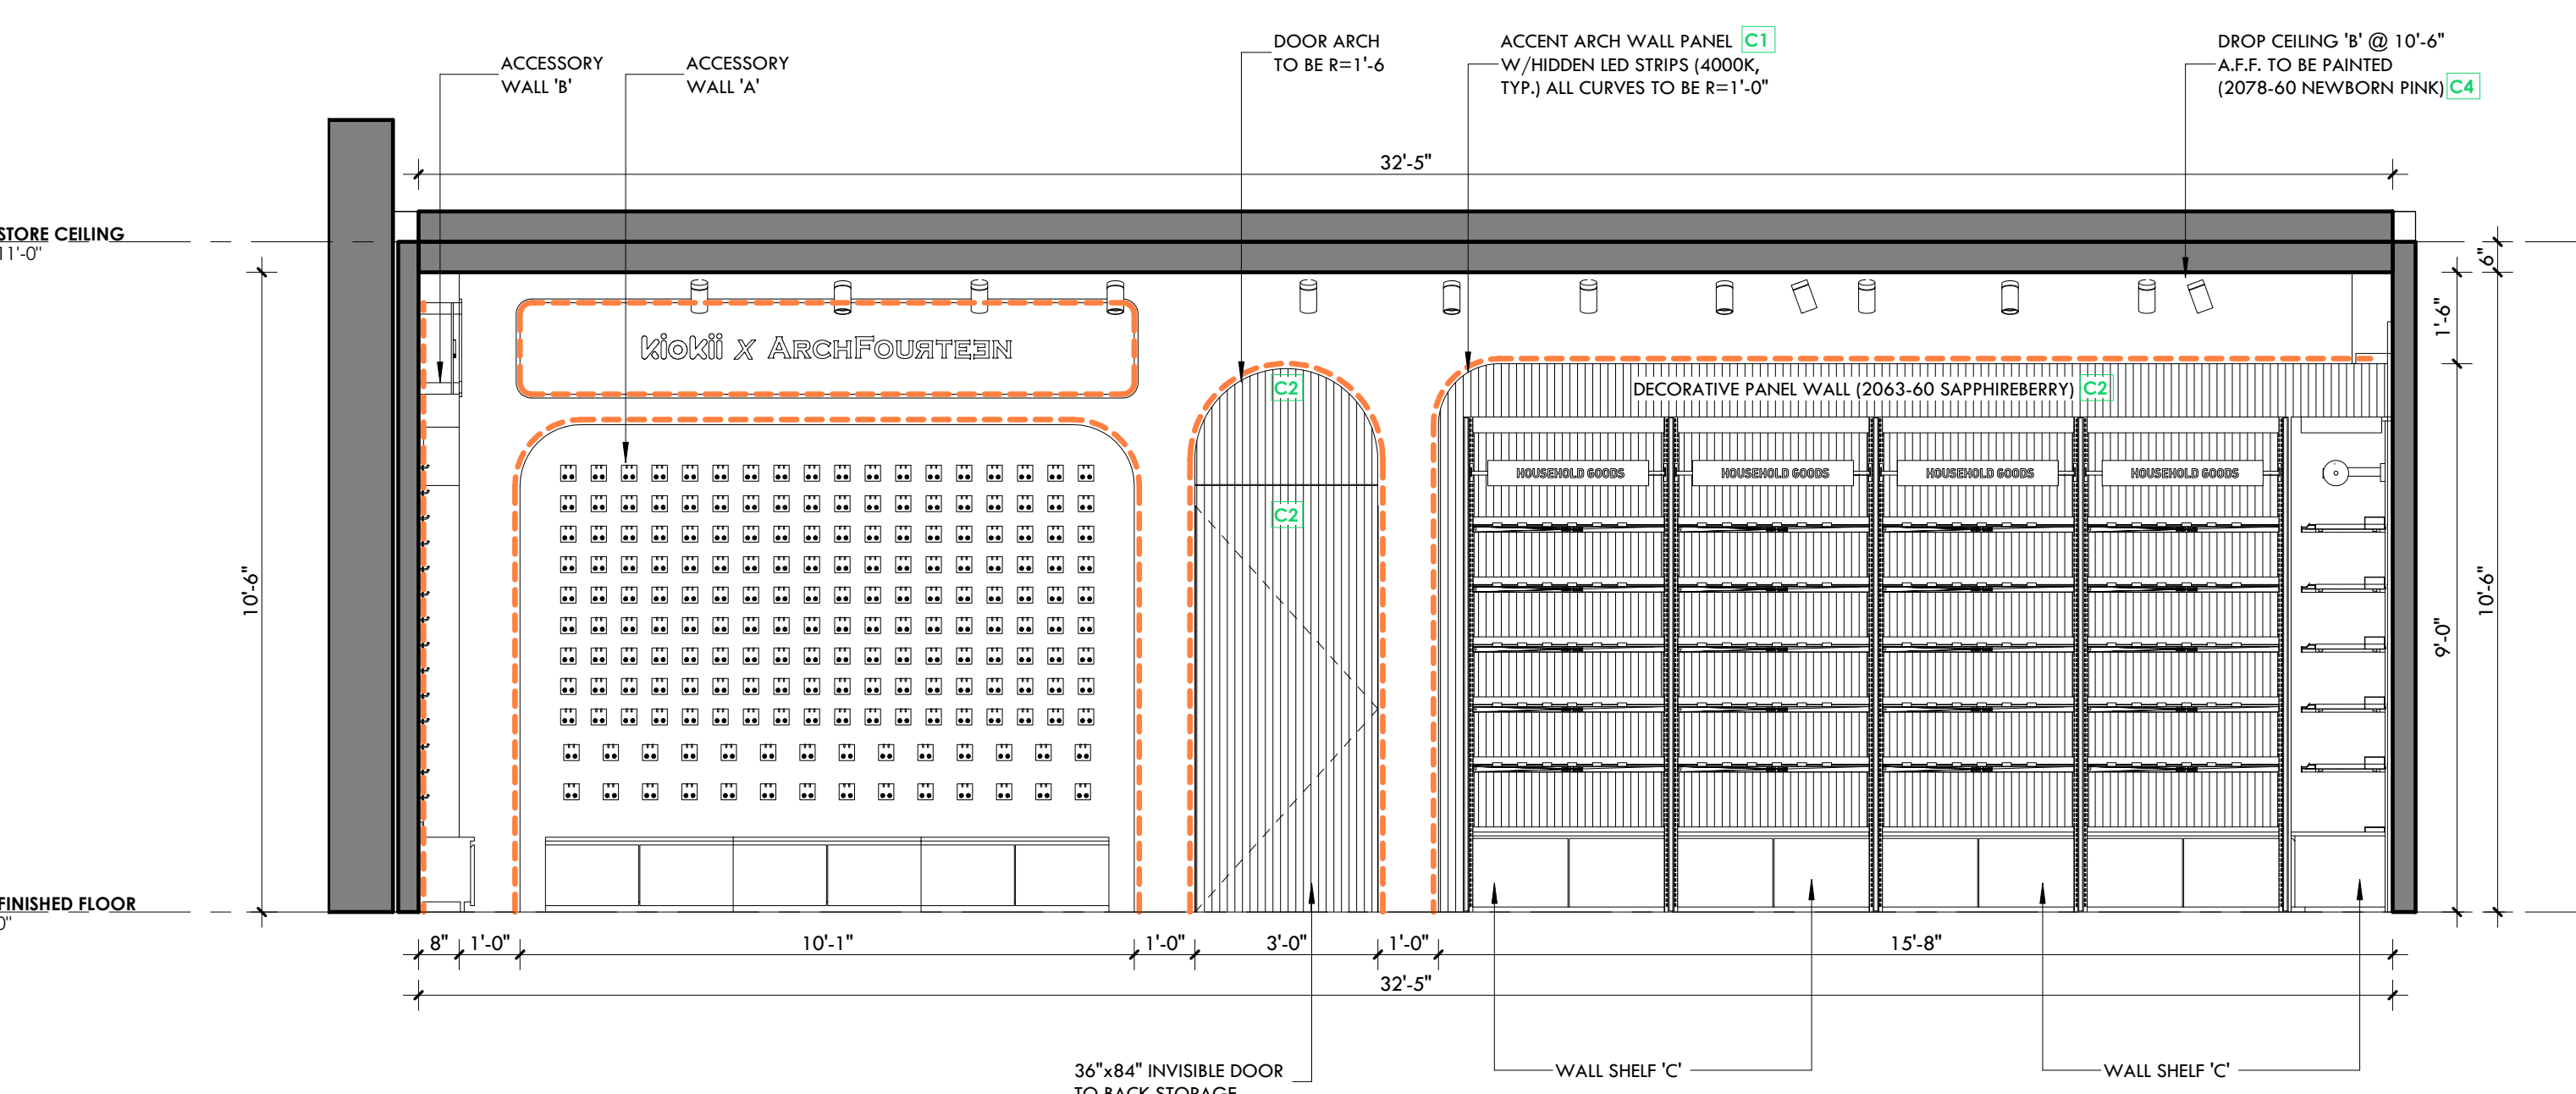 DOOR ARCH
TO BE R=1'-6
ACCENT ARCH WALL PANEL C1
W/HIDDEN LED STRIPS (4000K,
TYP.) ALL CURVES TO BE R=1'-0"
DROP CEILING 'B' @ 10'-6"
A.F.F. TO BE PAINTED
(2078-60 NEWBORN PINK) C4
ACCESSORY
WALL 'B'
ACCESSORY
WALL 'A'
32'-5"
STORE CEILING
11'-0"
6"
1'-6"
kiokii x ARCHFOURTEEN
C2
DECORATIVE PANEL WALL (2063-60 SAPPHIREBERRY) C2
HOUSEHOLD GOODS
HOUSEHOLD GOODS
HOUSEHOLD GOODS
HOUSEHOLD GOODS
C2
10'-6"
10'-6"
9'-0"
FINISHED FLOOR
0"
8"
1'-0"
10'-1"
1'-0"
3'-0"
1'-0"
15'-8"
32'-5"
36"x84" INVISIBLE DOOR
TO BACK STORAGE
WALL SHELF 'C'
WALL SHELF 'C'